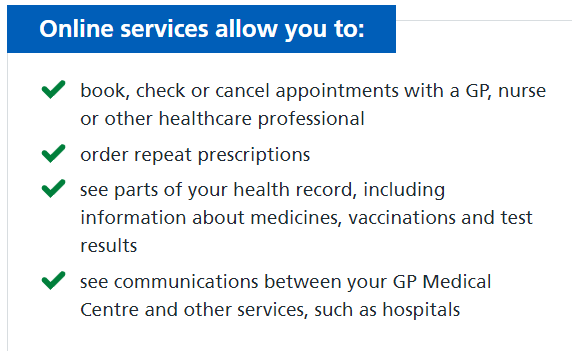 Online services allow you to:
book, check or cancel appointments with a GP, nurse
or other healthcare professional
order repeat prescriptions
see parts of your health record, including
information about medicines, vaccinations and test
results
see communications between your GP Medical
Centre and other services, such as hospitals